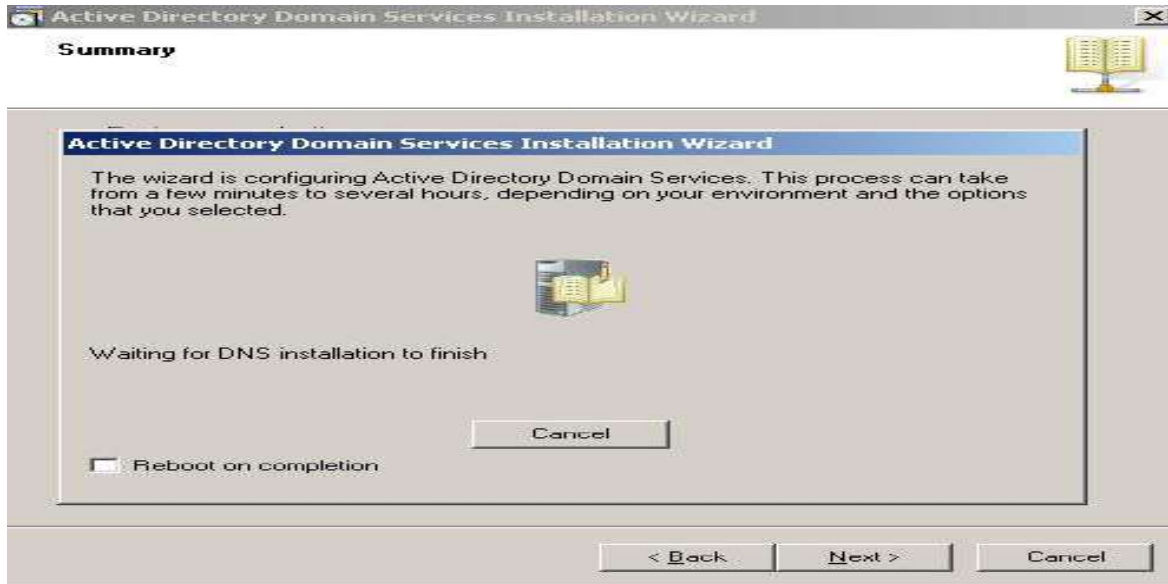 Active Directory Domain Services Installation Wizard
Summary
Active Directory Domain Services Installation Wizard
The wizard is configuring Active Directory Domain Services. This process can take
from a few minutes to several hours, depending on your environment and the options
that you selected.
Waiting for DNS installation to finish
Cancel
Reboot on completion
< Back
Next >
Cancel